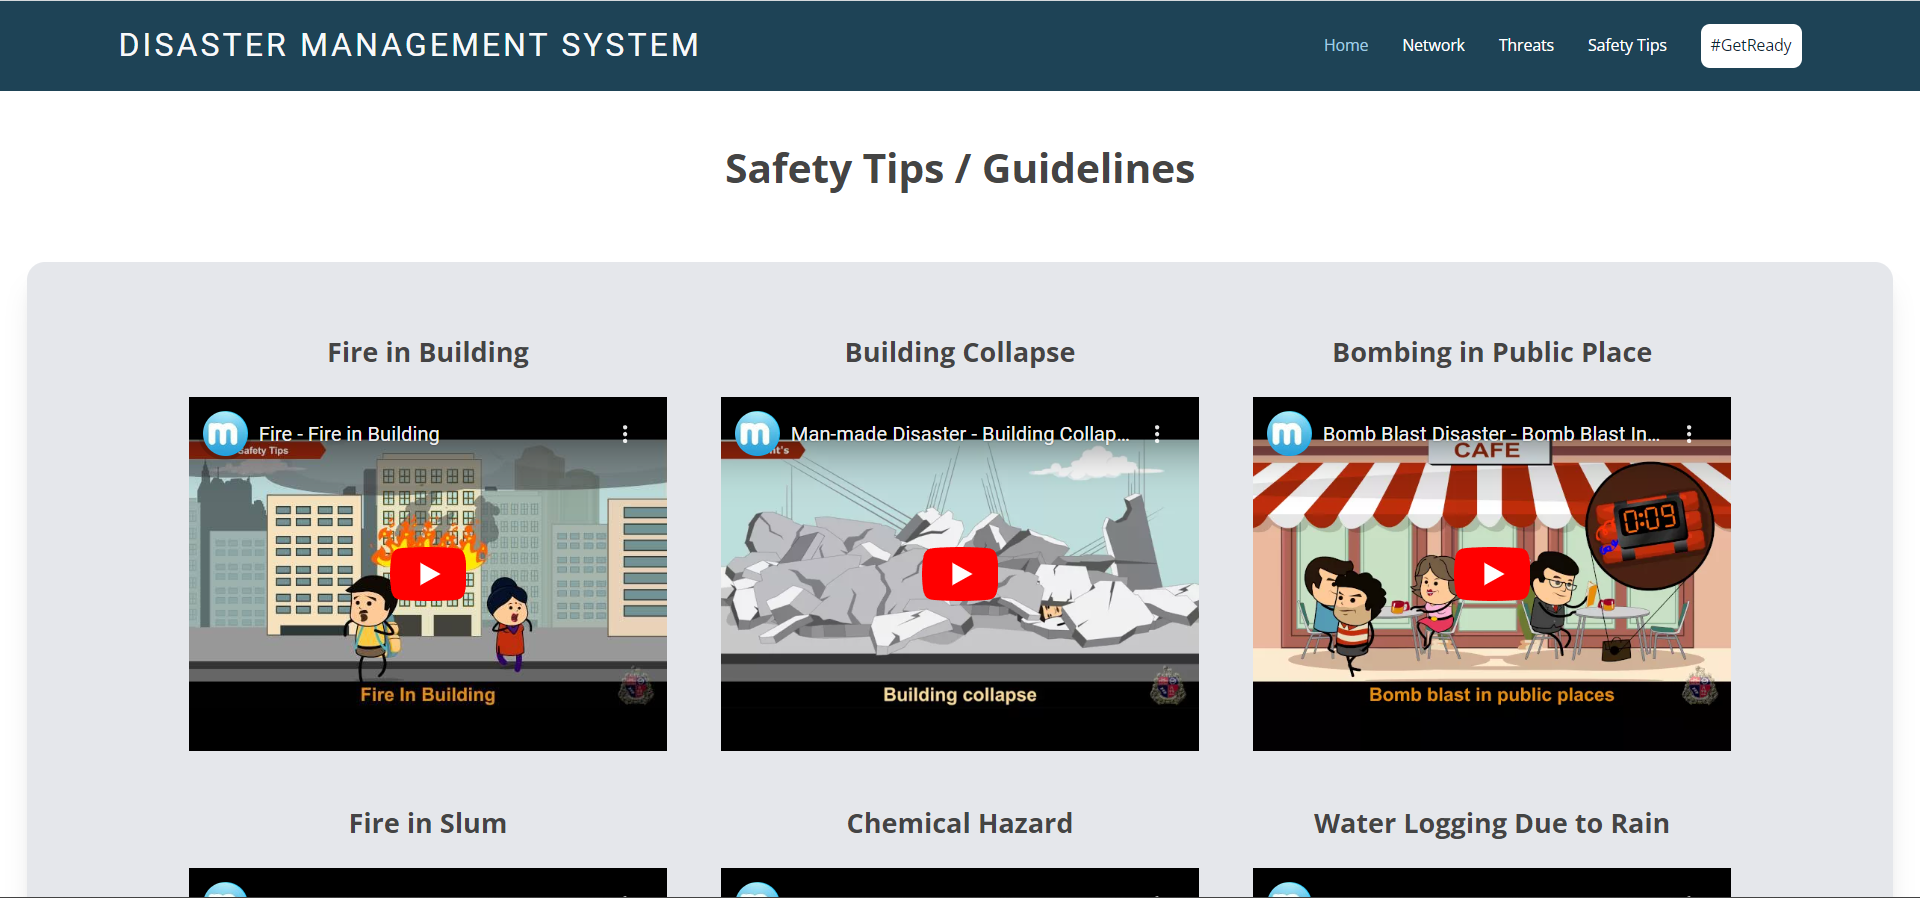 DISASTER MANAGEMENT SYSTEM
Home Network Threats Safety Tips #GetReady
Safety Tips / Guidelines
Fire in Building
Building Collapse
Bombing in Public Place
m Fire - Fire in Building
Safety Tips
Fire In Building
m Man-made Disaster - Building Collap...
nt's
Building collapse
m Bomb Blast Disaster - Bomb Blast In...
CAFE
0:09
Bomb blast in public places
Fire in Slum
Chemical Hazard
Water Logging Due to Rain